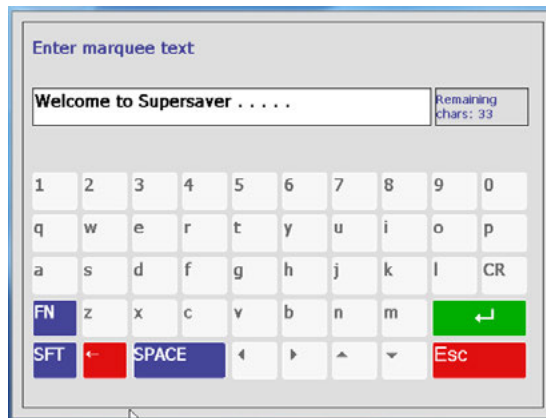 Enter marquee text
Welcome to Supersaver . . . . .
Remaining
chars: 33
1 2 3 4 5 6 7 8 9 0
q w e r t y u i o p
a s d f g h j k l CR
FN z x c v b n m ↵
SFT ← SPACE ◂ ▸ ▴ ▾ Esc